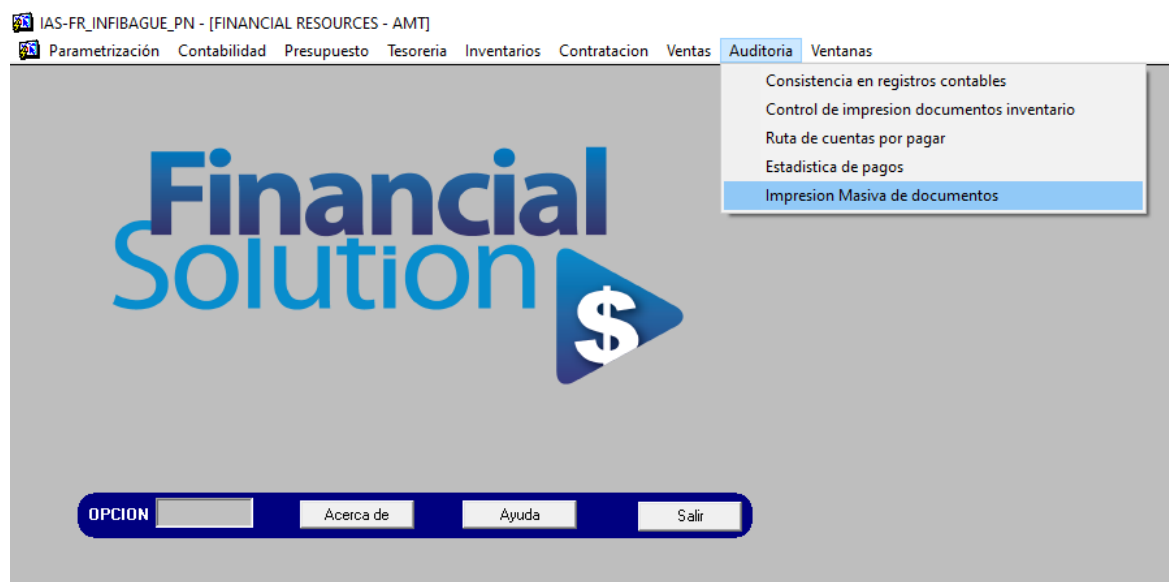 IAS-FR_INFIBAGUE_PN - [FINANCIAL RESOURCES - AMT]
Parametrización Contabilidad Presupuesto Tesoreria Inventarios Contratacion Ventas Auditoria Ventanas
Consistencia en registros contables
Control de impresion documentos inventario
Ruta de cuentas por pagar
Estadistica de pagos
Impresion Masiva de documentos
Financial
Solution
$
OPCION Acerca de Ayuda Salir